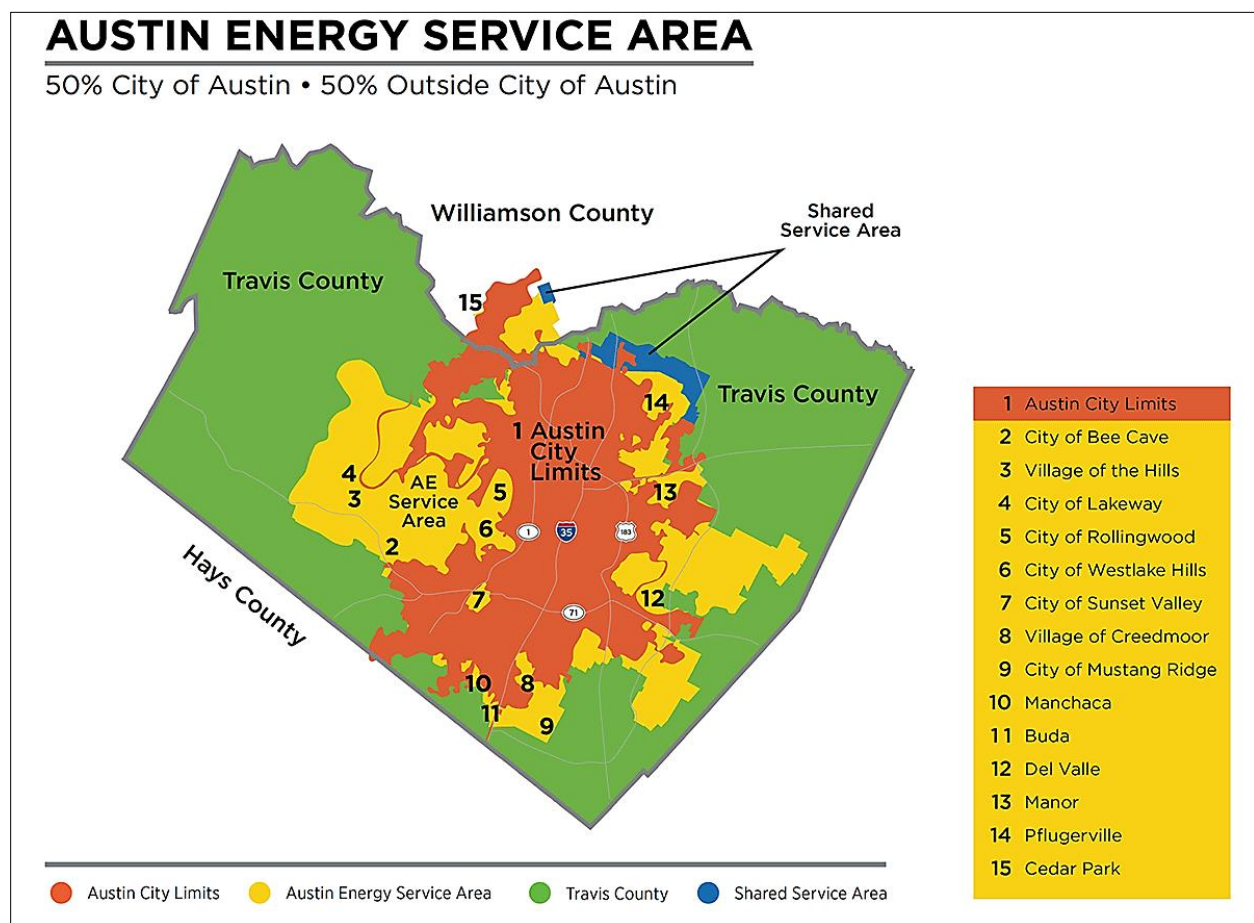 AUSTIN ENERGY SERVICE AREA
50% City of Austin • 50% Outside City of Austin
Williamson County
Shared
Service Area
Travis County
15
Travis County
14
1 Austin
City
Limits
4
3
AE
Service
Area
5
13
6
1
35
183
2
Hays County
7
12
71
10
8
11
9
1 Austin City Limits
2 City of Bee Cave
3 Village of the Hills
4 City of Lakeway
5 City of Rollingwood
6 City of Westlake Hills
7 City of Sunset Valley
8 Village of Creedmoor
9 City of Mustang Ridge
10 Manchaca
11 Buda
12 Del Valle
13 Manor
14 Pflugerville
15 Cedar Park
Austin City Limits
Austin Energy Service Area
Travis County
Shared Service Area